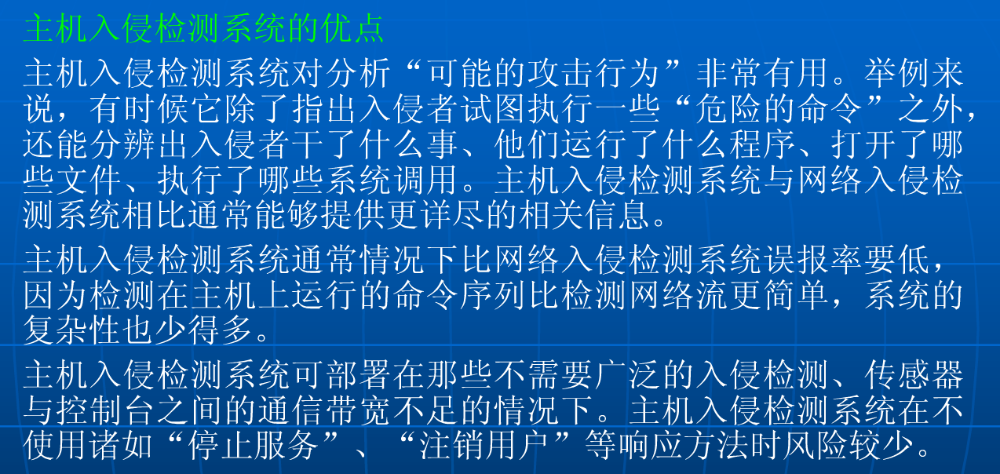 主机入侵检测系统的优点
主机入侵检测系统对分析“可能的攻击行为”非常有用。举例来
说，有时候它除了指出入侵者试图执行一些“危险的命令”之外，
还能分辨出入侵者干了什么事、他们运行了什么程序、打开了哪
些文件、执行了哪些系统调用。主机入侵检测系统与网络入侵检
测系统相比通常能够提供更详尽的相关信息。
主机入侵检测系统通常情况下比网络入侵检测系统误报率要低，
因为检测在主机上运行的命令序列比检测网络流更简单，系统的
复杂性也少得多。
主机入侵检测系统可部署在那些不需要广泛的入侵检测、传感器
与控制台之间的通信带宽不足的情况下。主机入侵检测系统在不
使用诸如“停止服务”、“注销用户”等响应方法时风险较少。